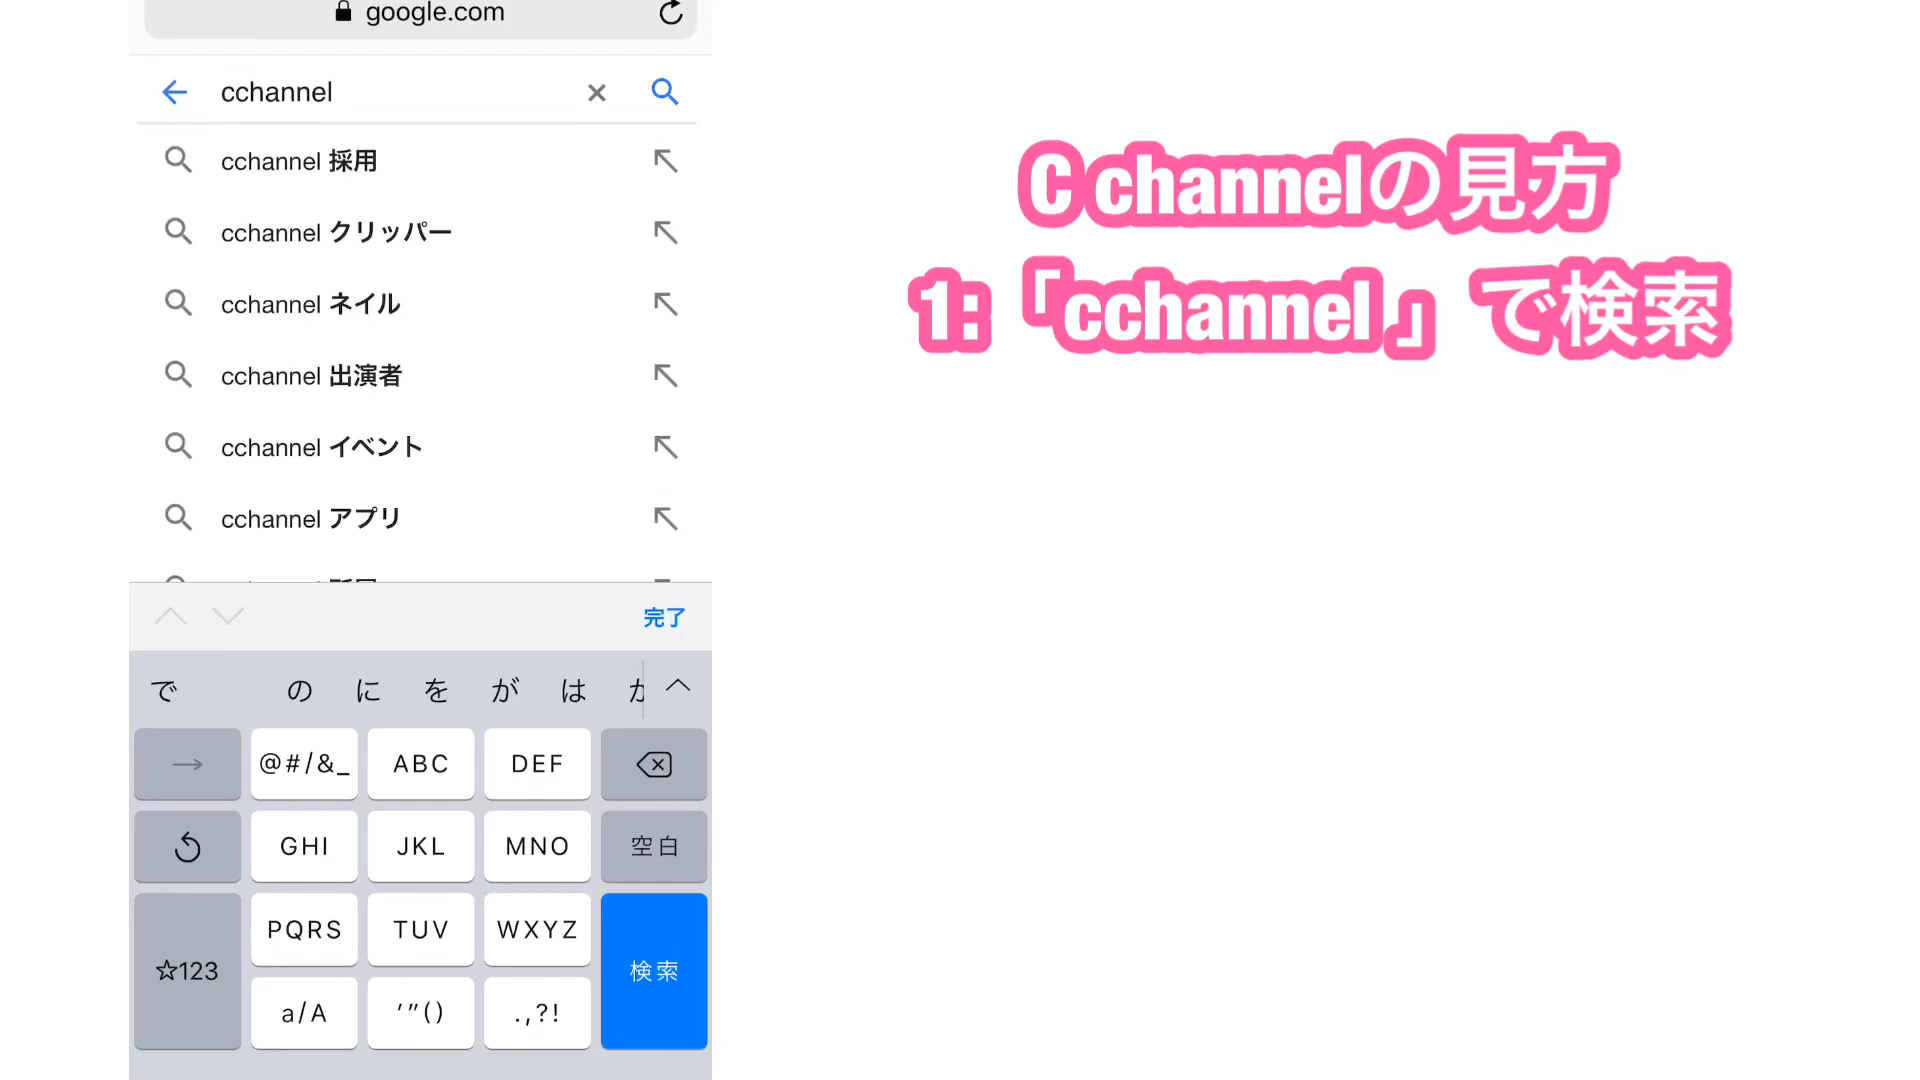 google.com
cchannel
cchannel 採用
cchannel クリッパー
cchannel ネイル
cchannel 出演者
cchannel イベント
cchannel アプリ
完了
で の に を が は
@#/&_ ABC DEF
GHI JKL MNO 空白
PQRS TUV WXYZ
☆123 検索
a/A ’”() .,?!
C channelの見方
1:「cchannel」で検索